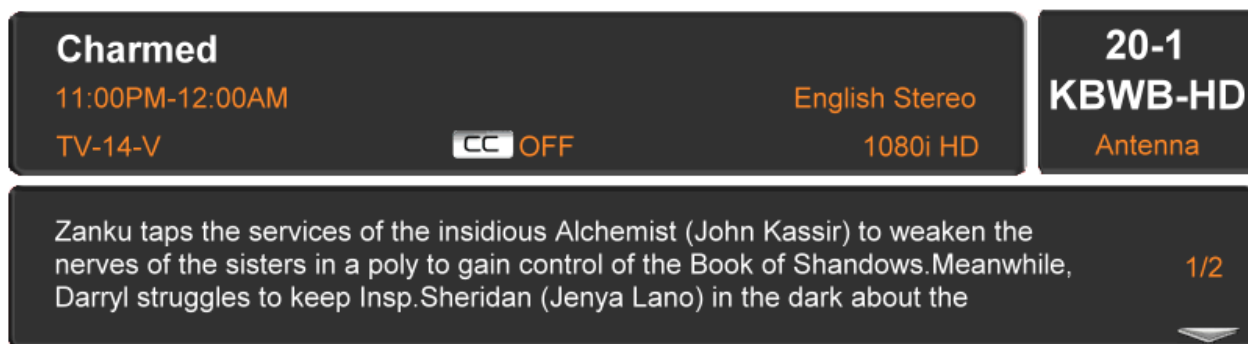 Charmed
11:00PM-12:00AM
English Stereo
TV-14-V
CC OFF
1080i HD
20-1
KBWB-HD
Antenna
Zanku taps the services of the insidious Alchemist (John Kassir) to weaken the
nerves of the sisters in a poly to gain control of the Book of Shandows.Meanwhile,
Darryl struggles to keep Insp.Sheridan (Jenya Lano) in the dark about the
1/2